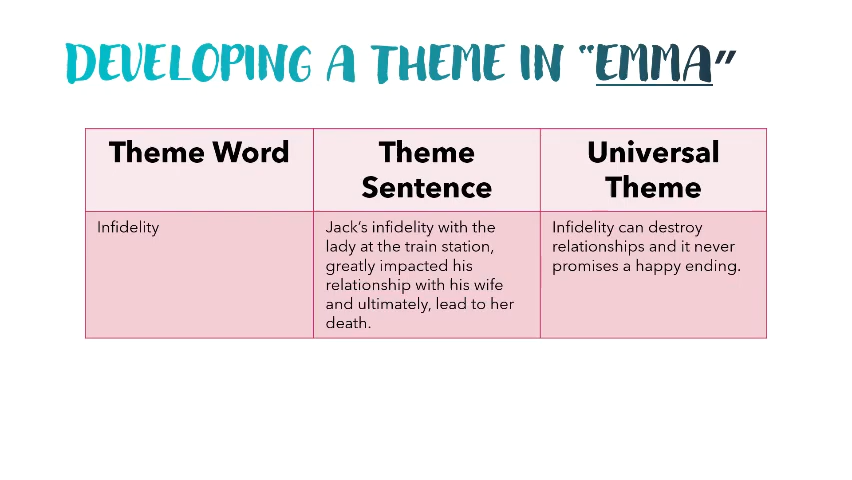 DEVELOPING A THEME IN “EMMA”
Theme Word
Theme
Sentence
Universal
Theme
Infidelity
Jack’s infidelity with the
lady at the train station,
greatly impacted his
relationship with his wife
and ultimately, lead to her
death.
Infidelity can destroy
relationships and it never
promises a happy ending.